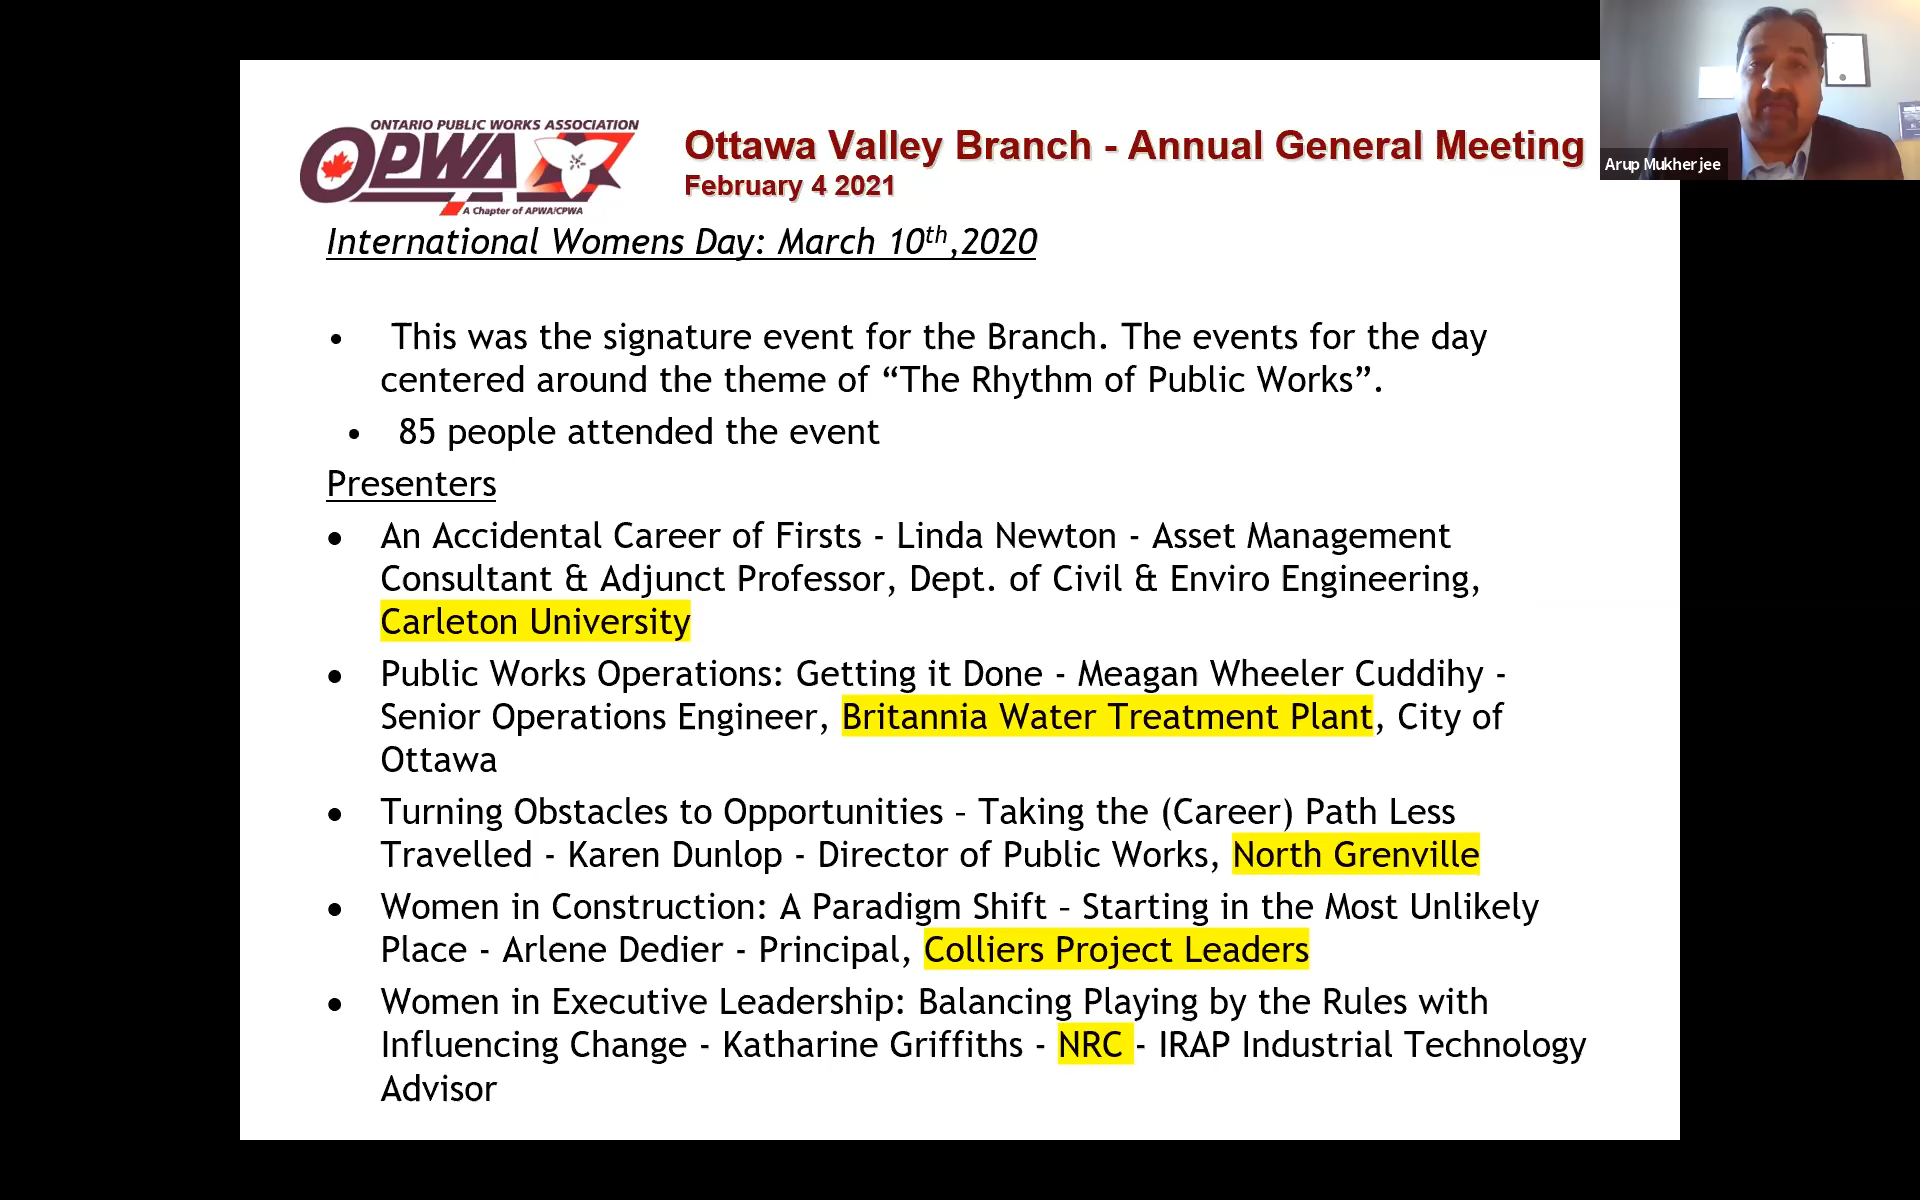 ONTARIO PUBLIC WORKS ASSOCIATION
OPWA
A Chapter of APWA/CPWA
Ottawa Valley Branch - Annual General Meeting
February 4 2021
Arup Mukherjee
International Womens Day: March 10th,2020
• This was the signature event for the Branch. The events for the day
centered around the theme of “The Rhythm of Public Works”.
• 85 people attended the event
Presenters
• An Accidental Career of Firsts - Linda Newton - Asset Management
Consultant & Adjunct Professor, Dept. of Civil & Enviro Engineering,
Carleton University
• Public Works Operations: Getting it Done - Meagan Wheeler Cuddihy -
Senior Operations Engineer, Britannia Water Treatment Plant, City of
Ottawa
• Turning Obstacles to Opportunities – Taking the (Career) Path Less
Travelled - Karen Dunlop - Director of Public Works, North Grenville
• Women in Construction: A Paradigm Shift – Starting in the Most Unlikely
Place - Arlene Dedier - Principal, Colliers Project Leaders
• Women in Executive Leadership: Balancing Playing by the Rules with
Influencing Change - Katharine Griffiths - NRC - IRAP Industrial Technology
Advisor